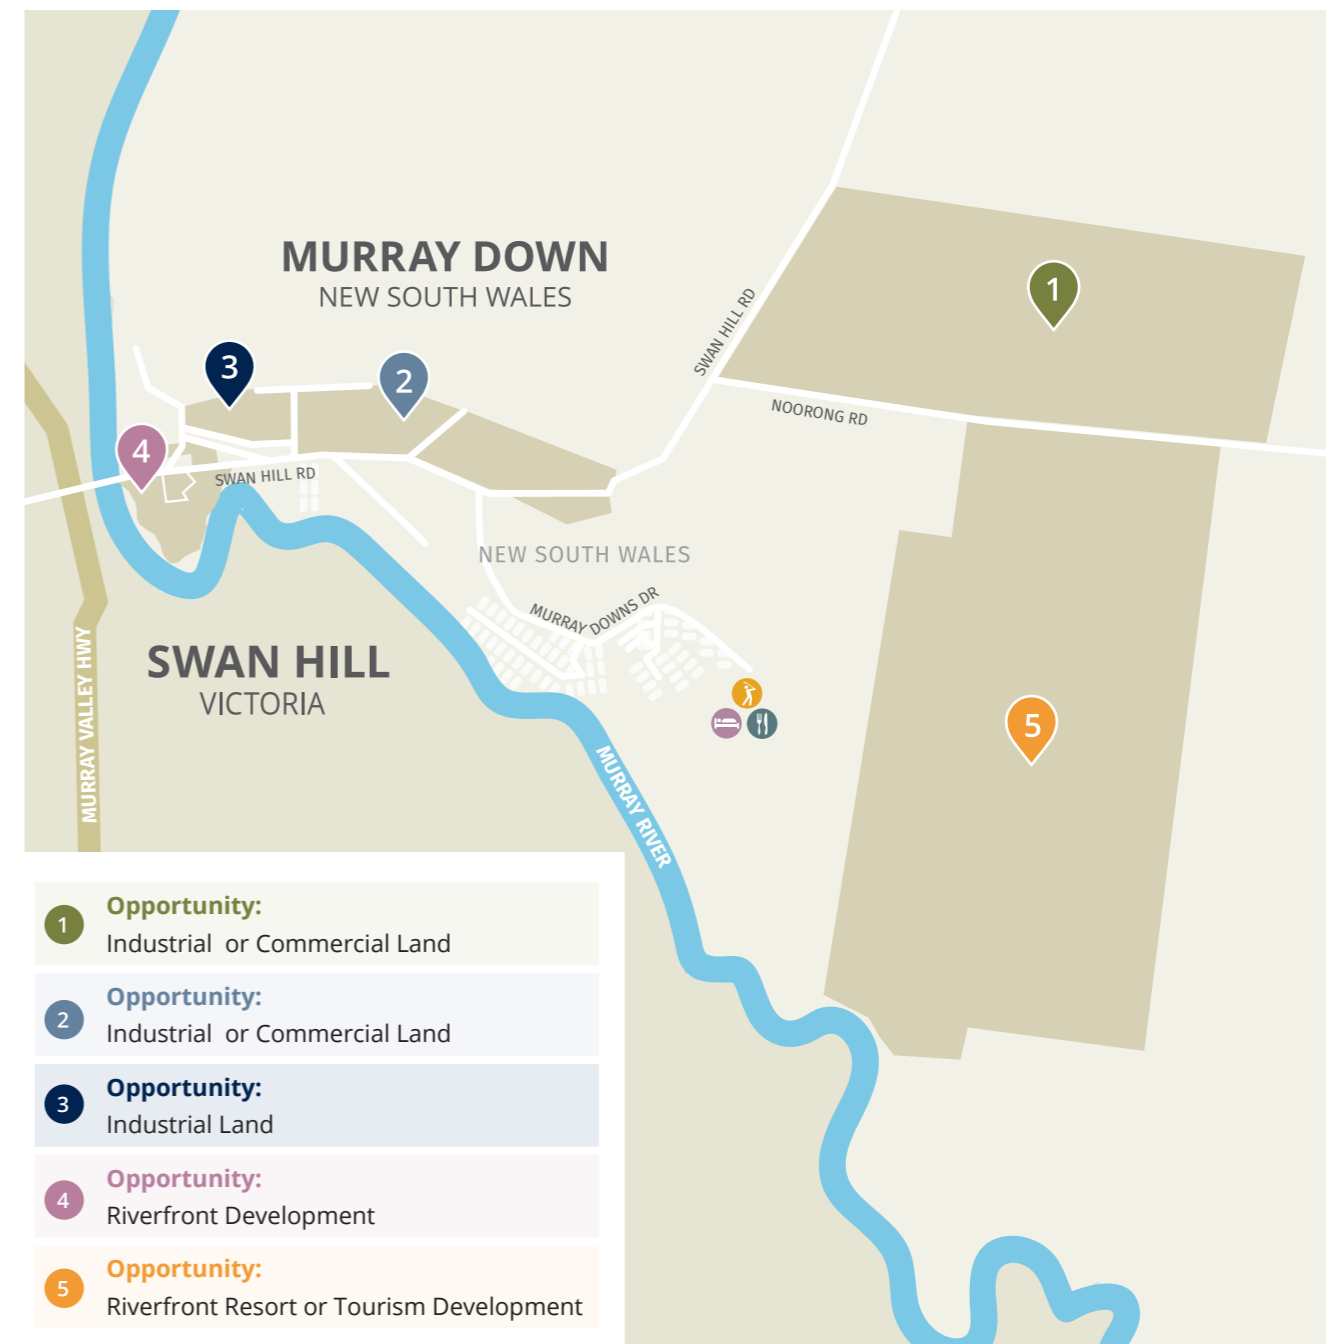 MURRAY DOWN
NEW SOUTH WALES
1
SWAN HILL RD
3
2
NOORONG RD
4
SWAN HILL RD
NEW SOUTH WALES
MURRAY DOWNS DR
SWAN HILL
VICTORIA
MURRAY VALLEY HWY
5
MURRAY RIVER
1
Opportunity:
Industrial or Commercial Land
2
Opportunity:
Industrial or Commercial Land
3
Opportunity:
Industrial Land
4
Opportunity:
Riverfront Development
5
Opportunity:
Riverfront Resort or Tourism Development